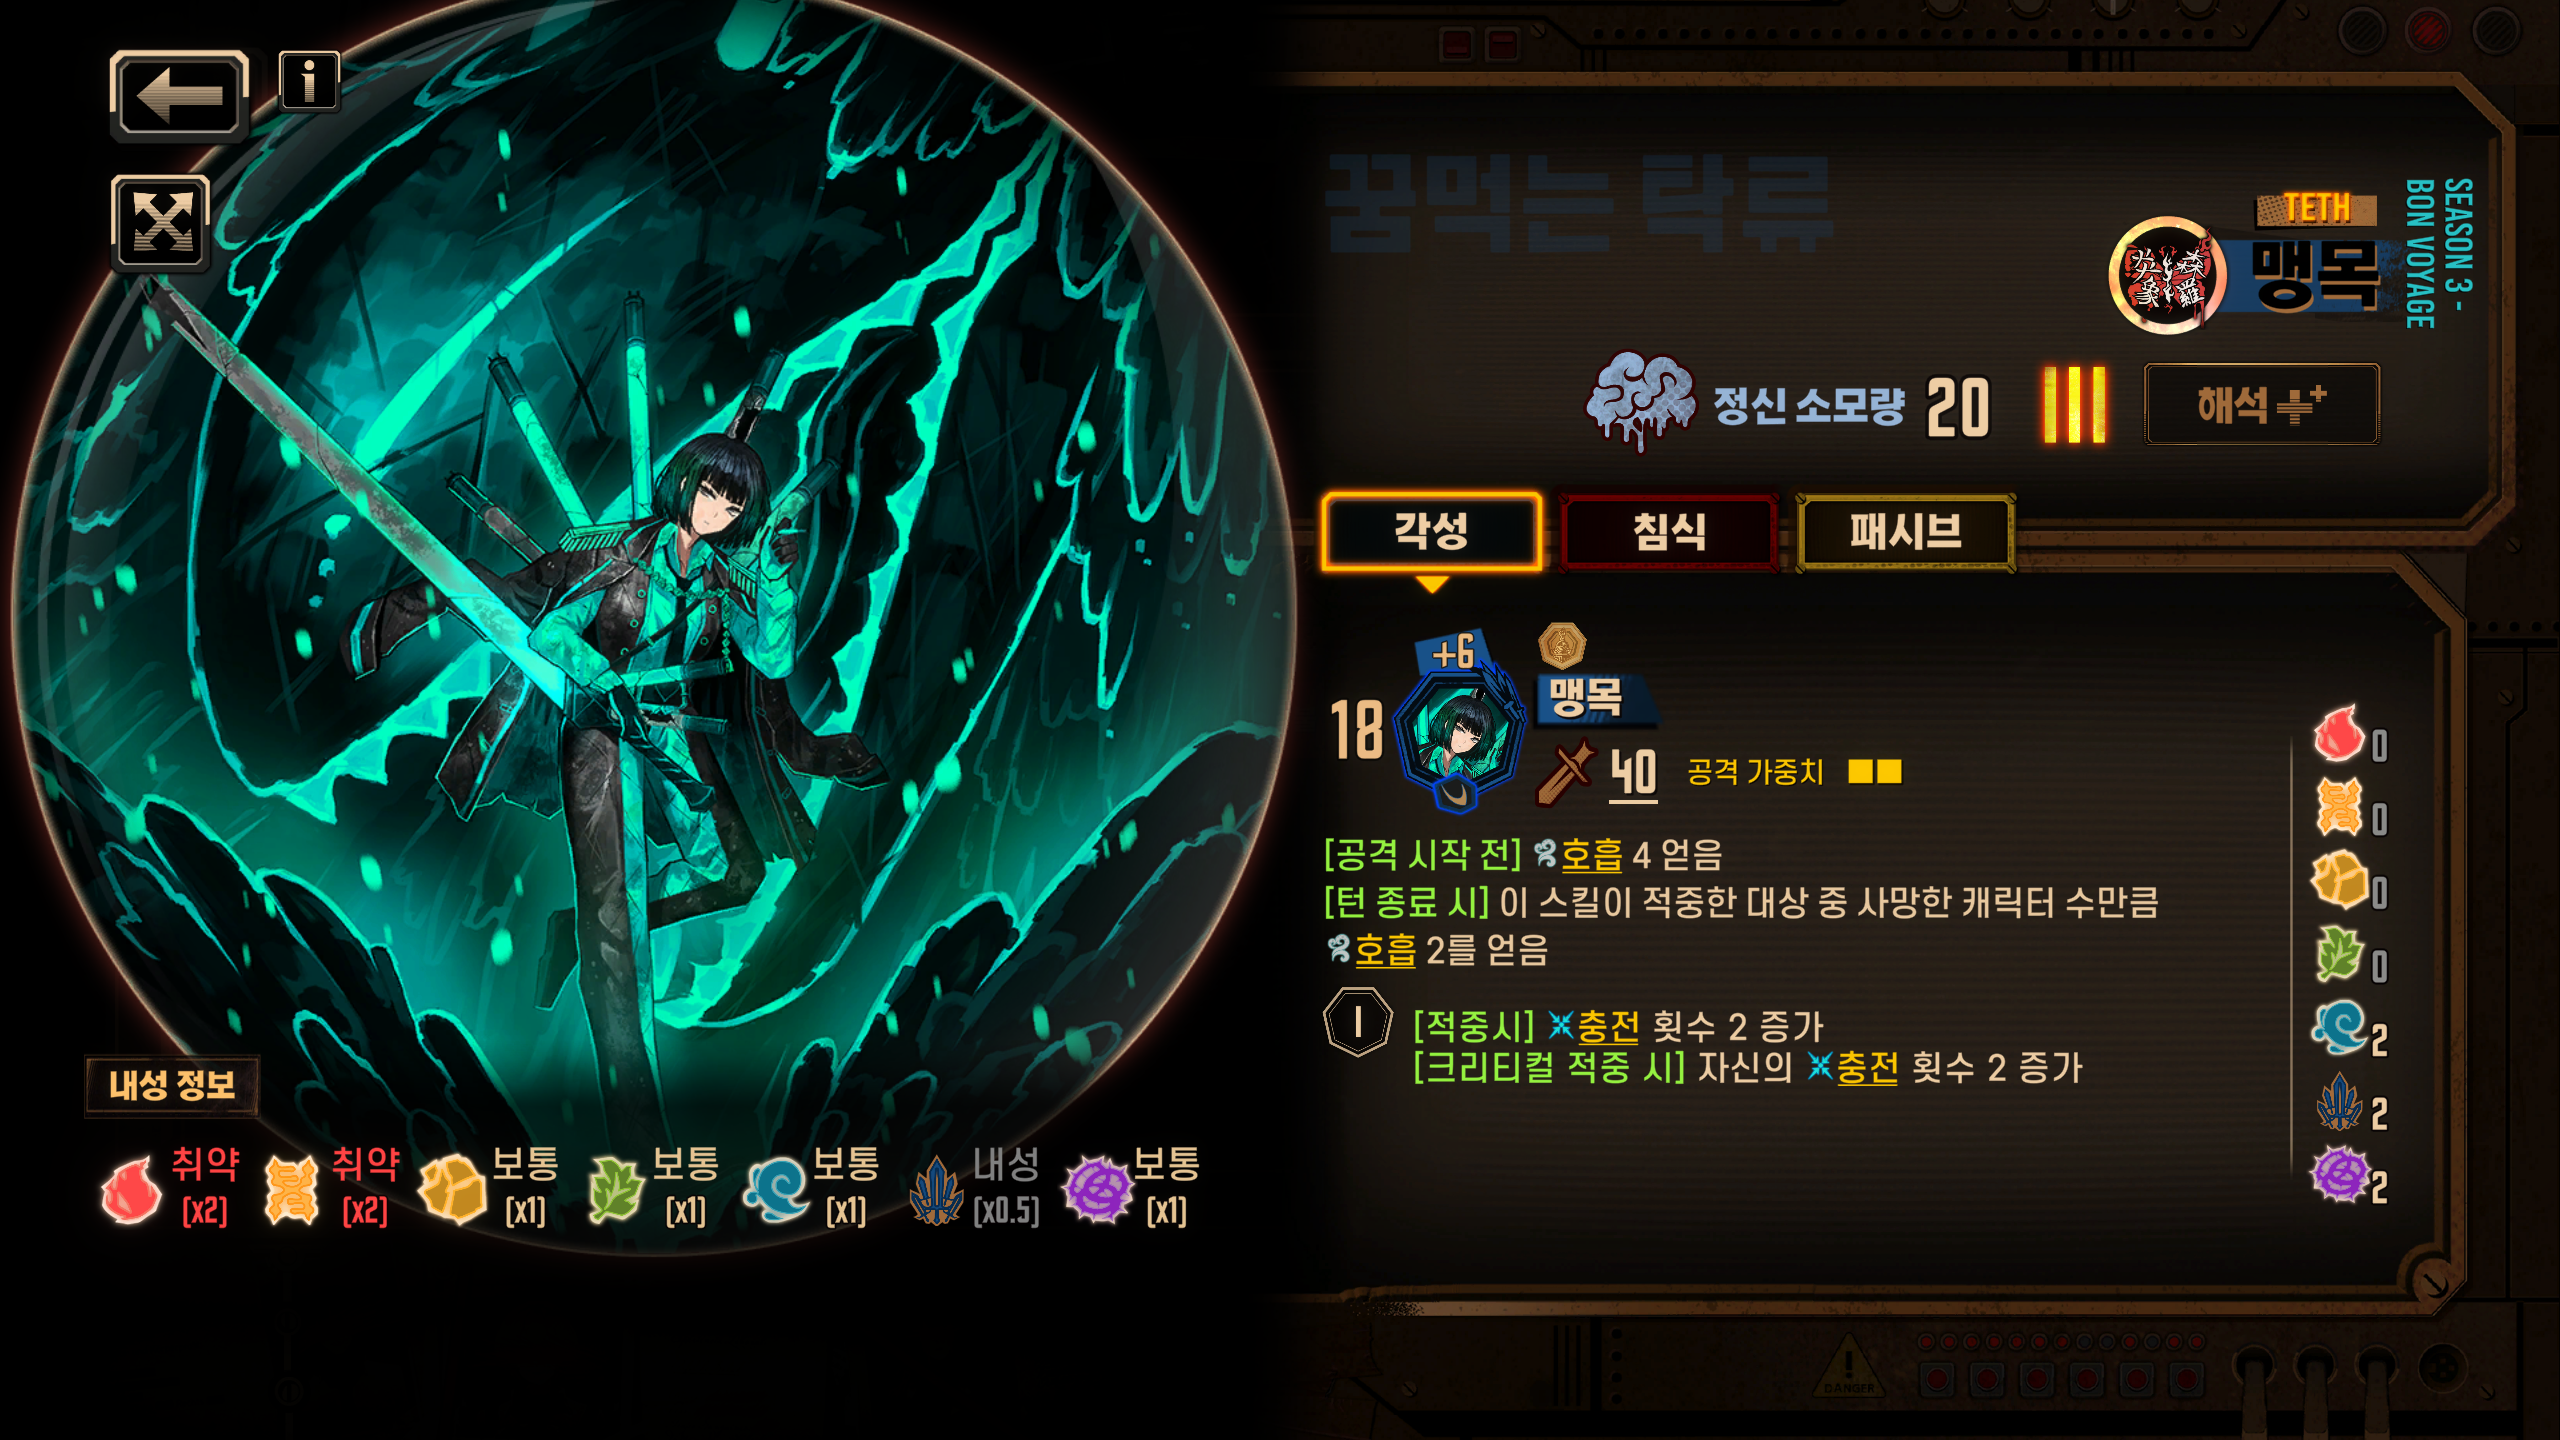 꿈먹는 탁류
TETH
맹목
SEASON 3 -
BON VOYAGE
정신 소모량 20
해석
각성 침식 패시브
+6
18
맹목
40 공격 가중치
[공격 시작 전] 호흡 4 얻음
[턴 종료 시] 이 스킬이 적중한 대상 중 사망한 캐릭터 수만큼
호흡 2를 얻음
I
[적중시] 충전 횟수 2 증가
[크리티컬 적중 시] 자신의 충전 횟수 2 증가
0
0
0
0
2
2
2
내성 정보
취약 취약 보통 보통 보통 내성 보통
[x2] [x2] [x1] [x1] [x1] [x0.5] [x1]
DANGER